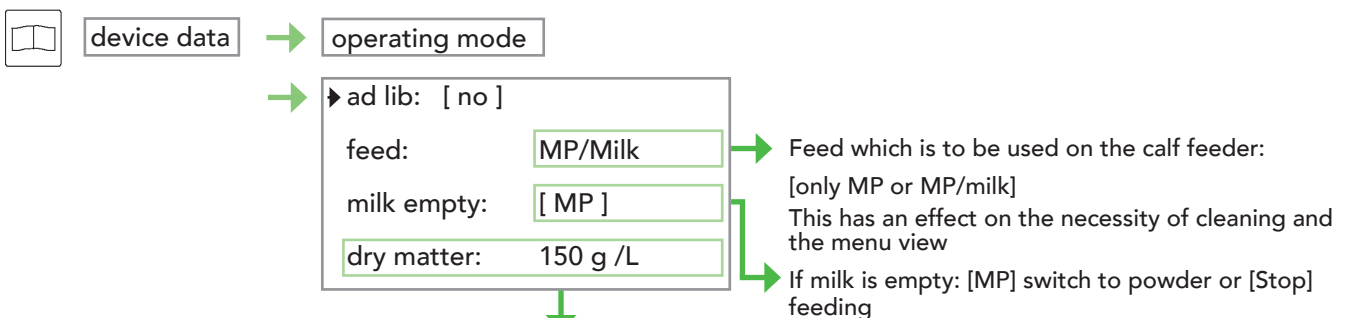 device data
operating mode
ad lib: [ no ]
feed: MP/Milk
milk empty: [ MP ]
dry matter: 150 g /L
Feed which is to be used on the calf feeder:
[only MP or MP/milk]
This has an effect on the necessity of cleaning and
the menu view
If milk is empty: [MP] switch to powder or [Stop]
feeding